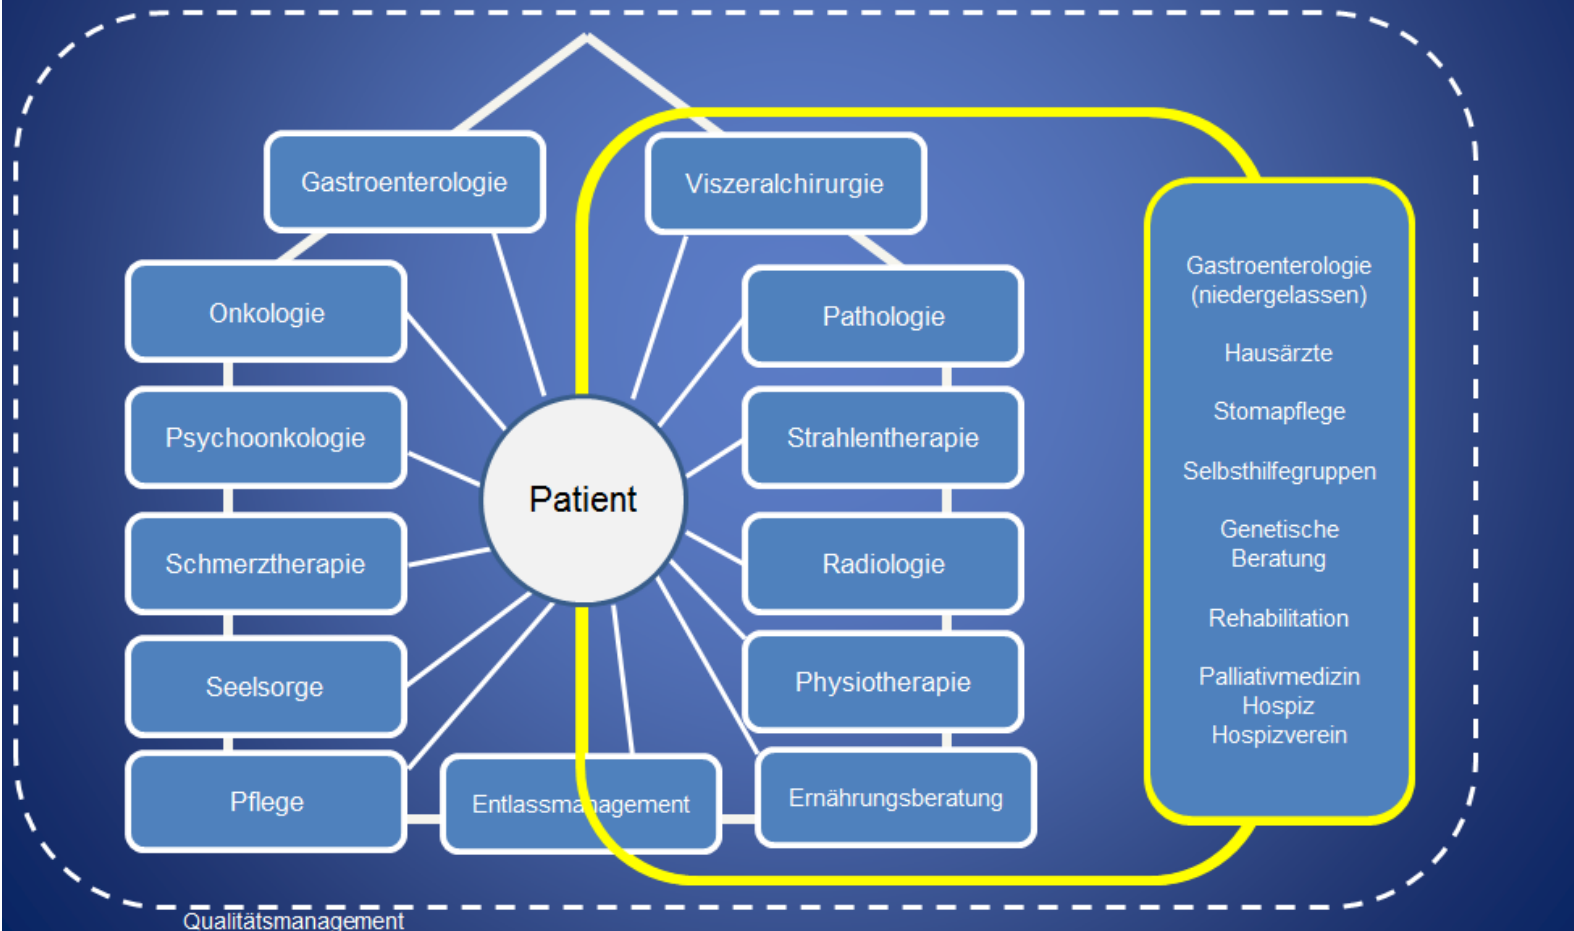 Gastroenterologie
Viszeralchirurgie
Onkologie
Pathologie
Psychoonkologie
Strahlentherapie
Patient
Schmerztherapie
Radiologie
Seelsorge
Physiotherapie
Pflege
Entlassmanagement
Ernährungsberatung
Gastroenterologie
(niedergelassen)
Hausärzte
Stomapflege
Selbsthilfegruppen
Genetische
Beratung
Rehabilitation
Palliativmedizin
Hospiz
Hospizverein
Qualitätsmanagement